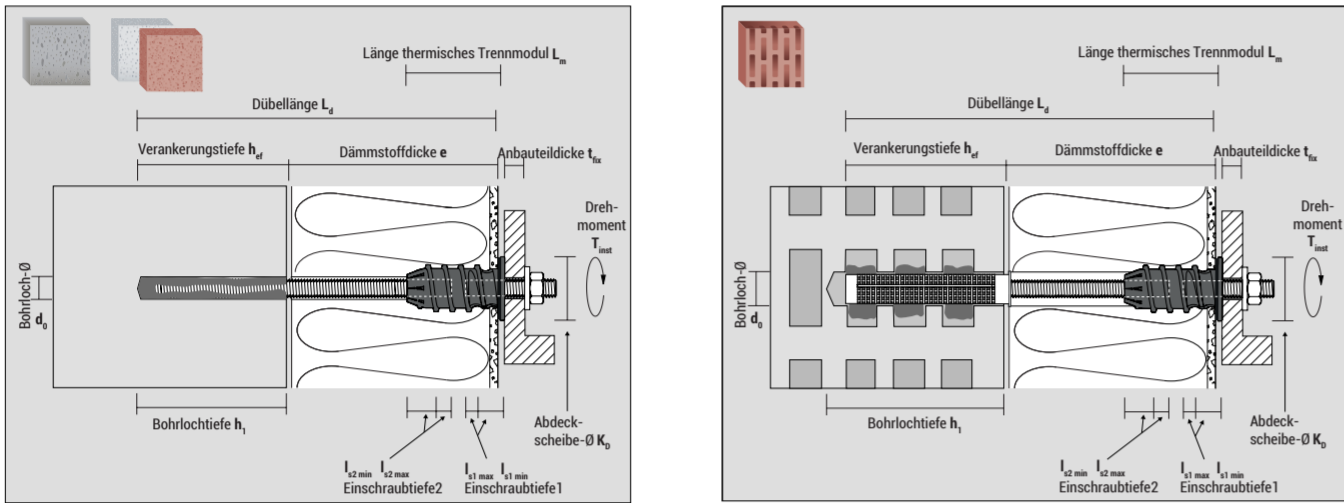 Länge thermisches Trennmodul Lm
Dübellänge Ld
Verankerungstiefe hef
Dämmstoffdicke e
Anbauteildicke tfix
Dreh-
moment
Tinst
Bohrloch-Ø
d0
Bohrlochtiefe h1
Abdeck-
scheibe-Ø KD
ls2 min ls2 max
Einschraubtiefe2
ls1 max ls1 min
Einschraubtiefe1
Länge thermisches Trennmodul Lm
Dübellänge Ld
Verankerungstiefe hef
Dämmstoffdicke e
Anbauteildicke tfix
Dreh-
moment
Tinst
Bohrloch-Ø
d0
Bohrlochtiefe h1
Abdeck-
scheibe-Ø KD
ls2 min ls2 max
Einschraubtiefe2
ls1 max ls1 min
Einschraubtiefe1